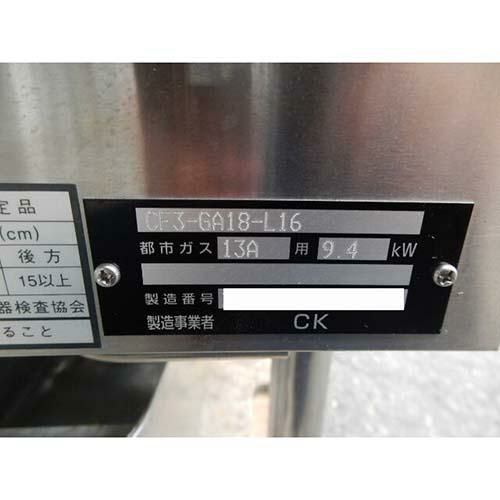 定品
(cm)
後方
15以上
器検査協会
ること
CF3-GA18-L16
都市ガス 13A 用 9.4 kW
製造番号
製造事業者 CK